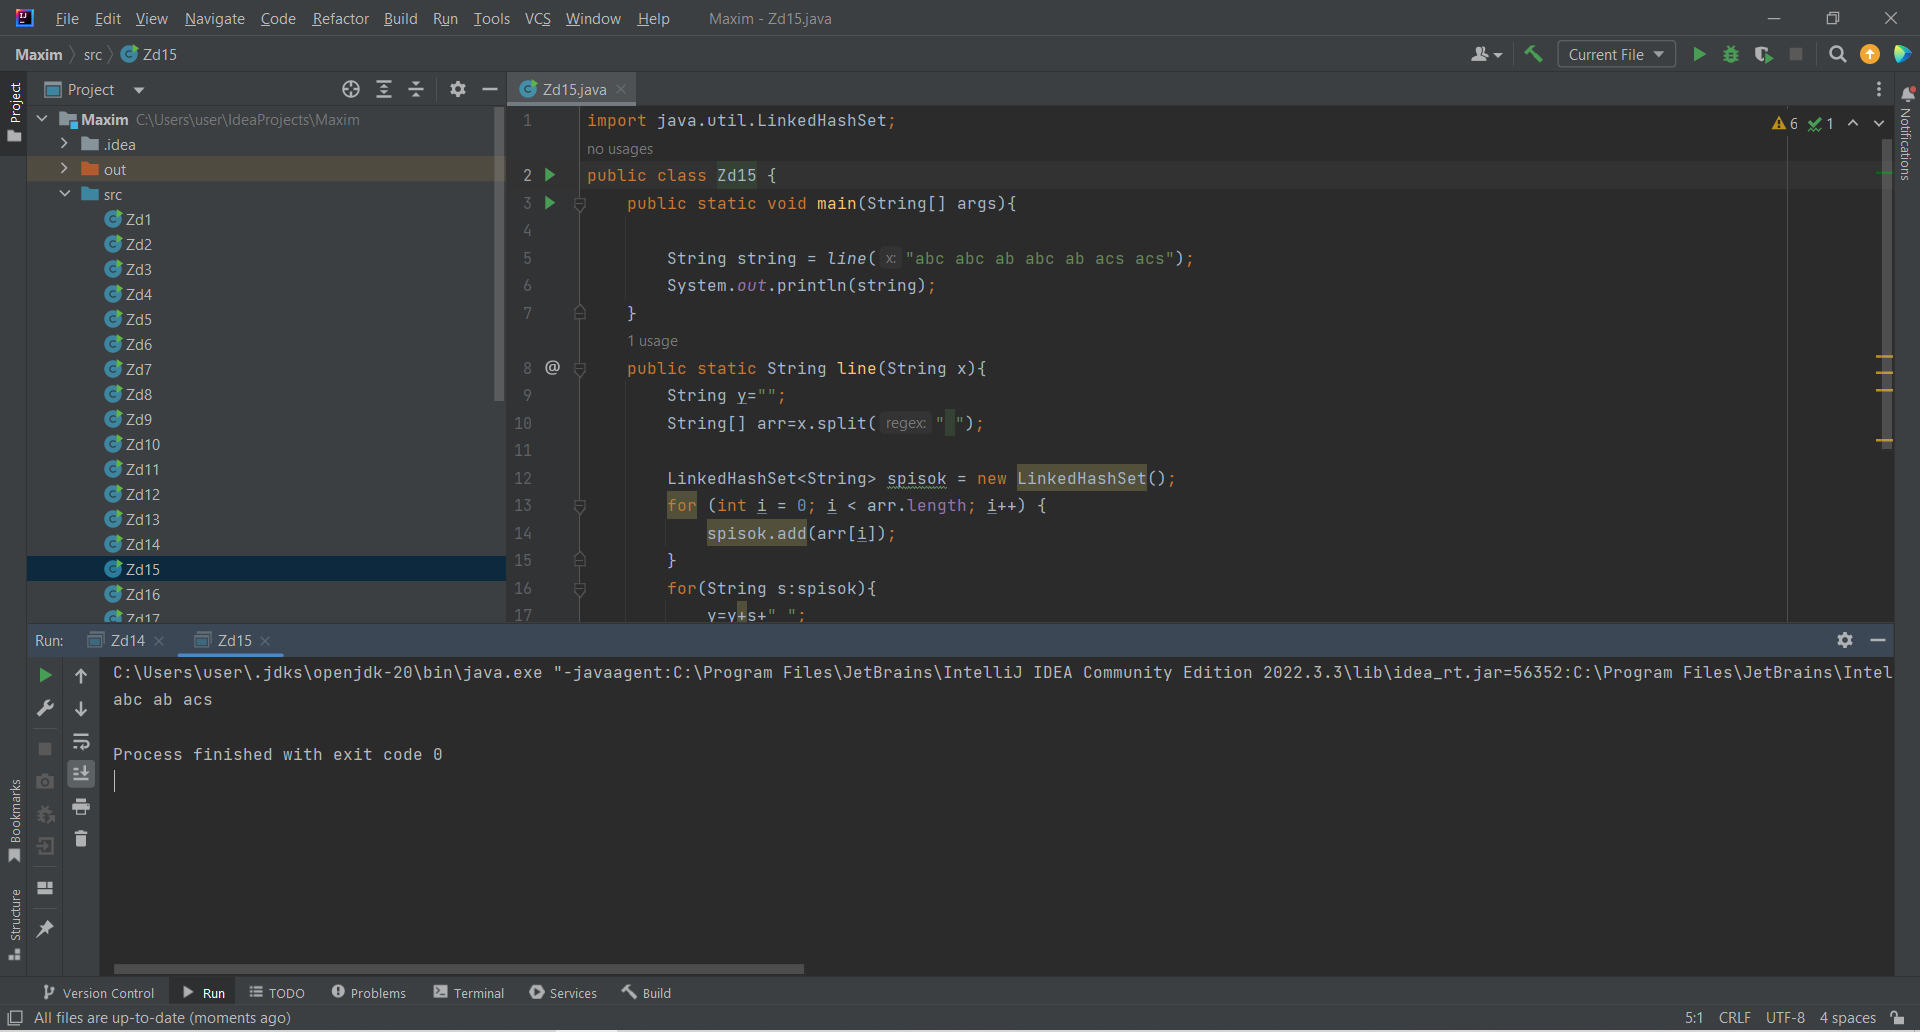 File Edit View Navigate Code Refactor Build Run Tools VCS Window Help Maxim - Zd15.java
Maxim src Zd15 Current File
Project Project Zd15.java
Maxim C:\Users\user\IdeaProjects\Maxim
.idea
out
src
Zd1
Zd2
Zd3
Zd4
Zd5
Zd6
Zd7
Zd8
Zd9
Zd10
Zd11
Zd12
Zd13
Zd14
Zd15
Zd16
Zd17
6 1
Notifications
1 import java.util.LinkedHashSet;
no usages
2 public class Zd15 {
3 public static void main(String[] args){
4
5 String string = line( x: "abc abc ab abc ab acs acs");
6 System.out.println(string);
7 }
1 usage
8 @ public static String line(String x){
9 String y="";
10 String[] arr=x.split( regex: " ");
11
12 LinkedHashSet<String> spisok = new LinkedHashSet();
13 for (int i = 0; i < arr.length; i++) {
14 spisok.add(arr[i]);
15 }
16 for(String s:spisok){
17 y=y+s+" ";
Run: Zd14 Zd15
C:\Users\user\.jdks\openjdk-20\bin\java.exe "-javaagent:C:\Program Files\JetBrains\IntelliJ IDEA Community Edition 2022.3.3\lib\idea_rt.jar=56352:C:\Program Files\JetBrains\Intel
abc ab acs
Process finished with exit code 0
Bookmarks
Structure
Version Control Run TODO Problems Terminal Services Build
All files are up-to-date (moments ago) 5:1 CRLF UTF-8 4 spaces